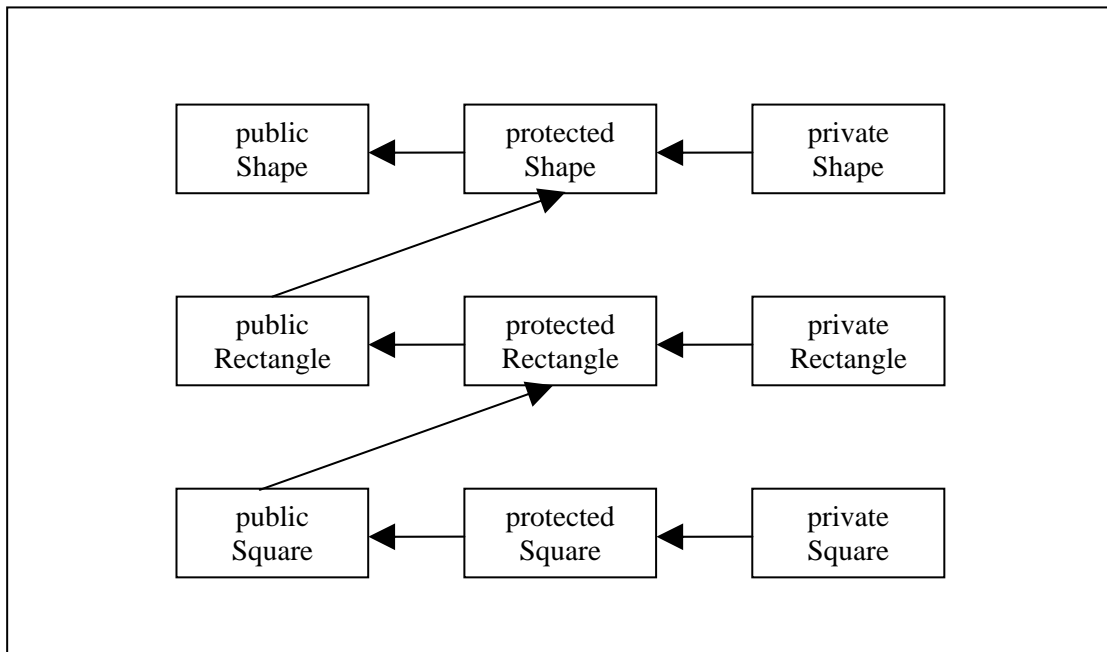 public
Shape
protected
Shape
private
Shape
public
Rectangle
protected
Rectangle
private
Rectangle
public
Square
protected
Square
private
Square